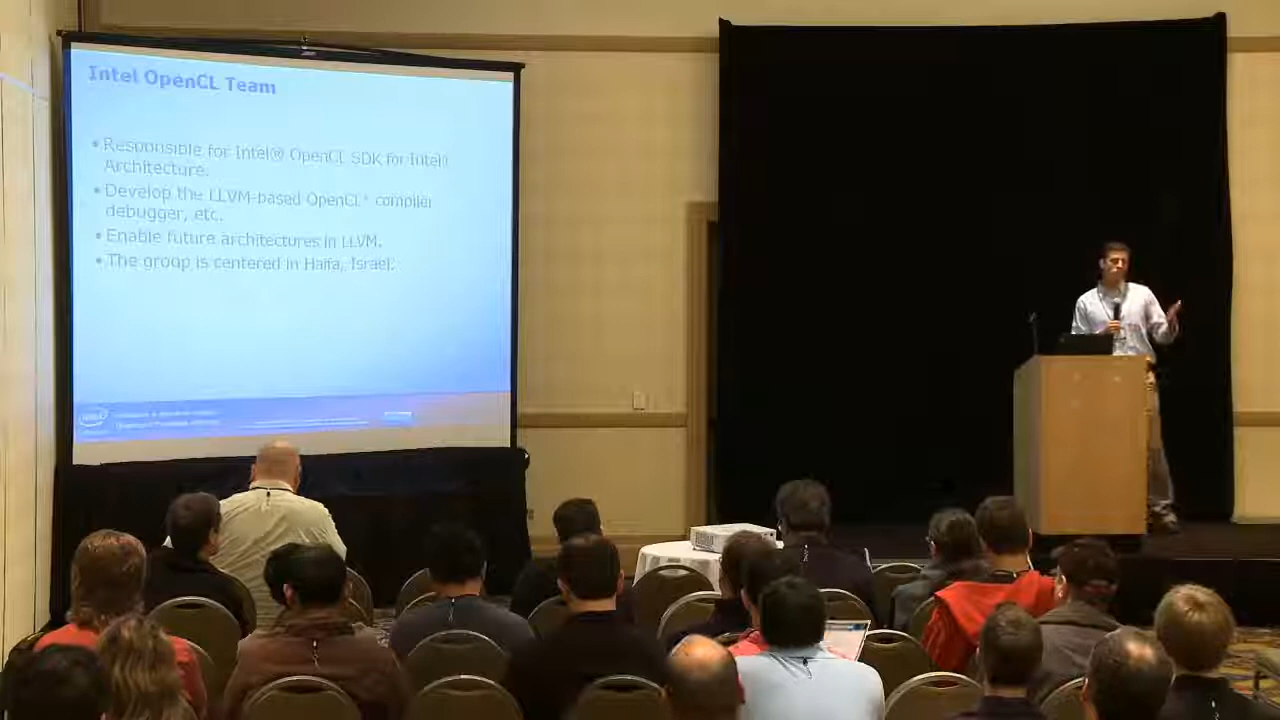 Intel OpenCL Team
• Responsible for Intel® OpenCL SDK for Intel®
Architecture.
• Develop the LLVM-based OpenCL* compiler
debugger, etc.
• Enable future architectures in LLVM.
• The group is centered in Haifa, Israel.
intel